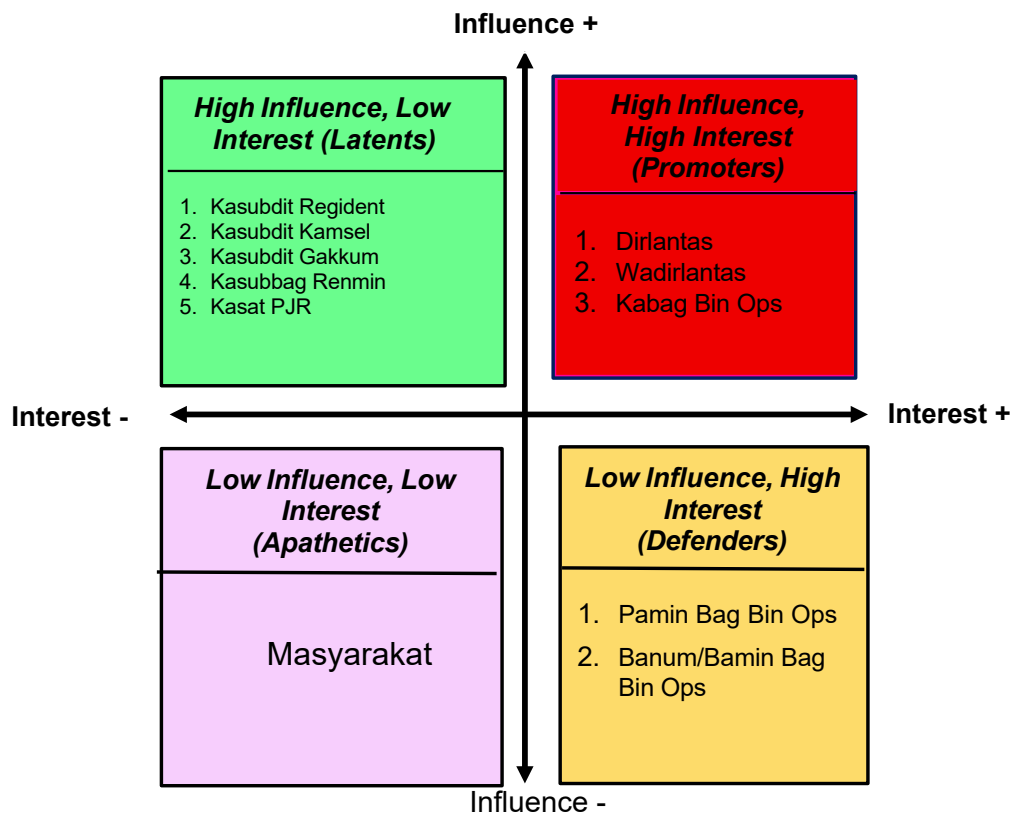 Influence +
High Influence, Low
Interest (Latents)
1. Kasubdit Regident
2. Kasubdit Kamsel
3. Kasubdit Gakkum
4. Kasubbag Renmin
5. Kasat PJR
High Influence,
High Interest
(Promoters)
1. Dirlantas
2. Wadirlantas
3. Kabag Bin Ops
Interest -
Interest +
Low Influence, Low
Interest
(Apathetics)
Masyarakat
Low Influence, High
Interest
(Defenders)
1. Pamin Bag Bin Ops
2. Banum/Bamin Bag
Bin Ops
Influence -